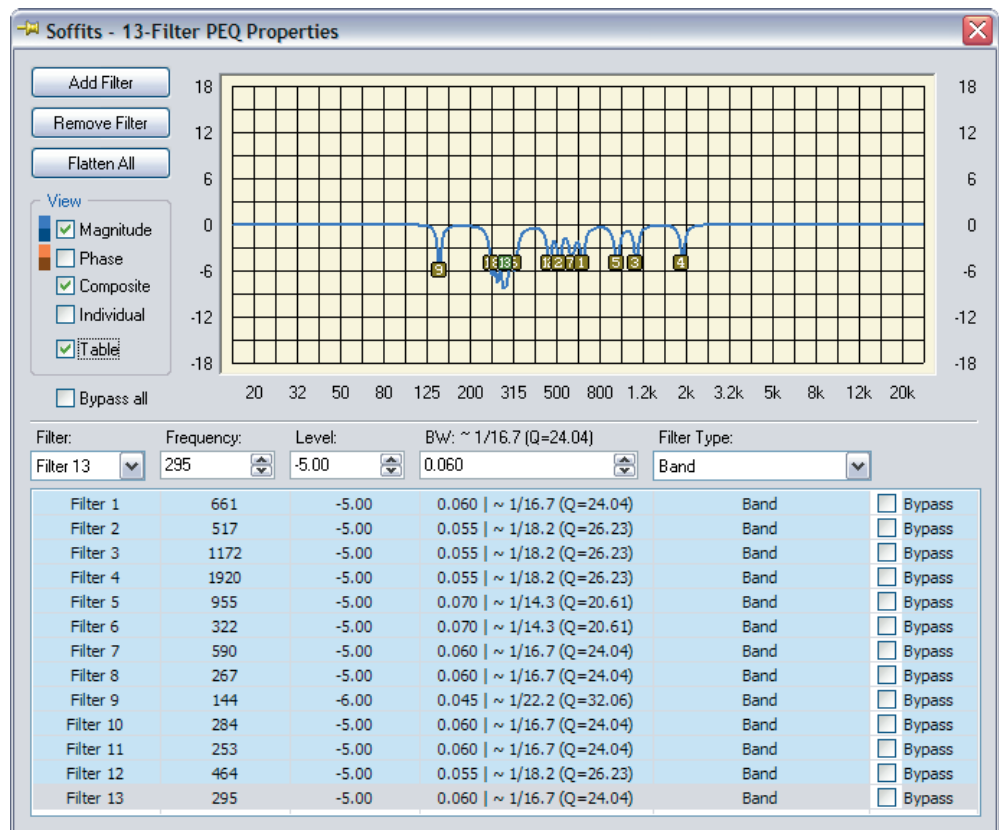 Soffits - 13-Filter PEQ Properties
Add Filter
Remove Filter
Flatten All
View
Magnitude
Phase
Composite
Individual
Table
Bypass all
18 18
12 12
6 6
0 0
-6 -6
-12 -12
-18 -18
9 13 2 7 1 5 3 4
20 32 50 80 125 200 315 500 800 1.2k 2k 3.2k 5k 8k 12k 20k
Filter: Frequency: Level: BW: ~ 1/16.7 (Q=24.04) Filter Type:
Filter 13 295 -5.00 0.060 Band
Filter 1 661 -5.00 0.060 | ~ 1/16.7 (Q=24.04) Band Bypass
Filter 2 517 -5.00 0.055 | ~ 1/18.2 (Q=26.23) Band Bypass
Filter 3 1172 -5.00 0.055 | ~ 1/18.2 (Q=26.23) Band Bypass
Filter 4 1920 -5.00 0.055 | ~ 1/18.2 (Q=26.23) Band Bypass
Filter 5 955 -5.00 0.070 | ~ 1/14.3 (Q=20.61) Band Bypass
Filter 6 322 -5.00 0.070 | ~ 1/14.3 (Q=20.61) Band Bypass
Filter 7 590 -5.00 0.060 | ~ 1/16.7 (Q=24.04) Band Bypass
Filter 8 267 -5.00 0.060 | ~ 1/16.7 (Q=24.04) Band Bypass
Filter 9 144 -6.00 0.045 | ~ 1/22.2 (Q=32.06) Band Bypass
Filter 10 284 -5.00 0.060 | ~ 1/16.7 (Q=24.04) Band Bypass
Filter 11 253 -5.00 0.060 | ~ 1/16.7 (Q=24.04) Band Bypass
Filter 12 464 -5.00 0.055 | ~ 1/18.2 (Q=26.23) Band Bypass
Filter 13 295 -5.00 0.060 | ~ 1/16.7 (Q=24.04) Band Bypass